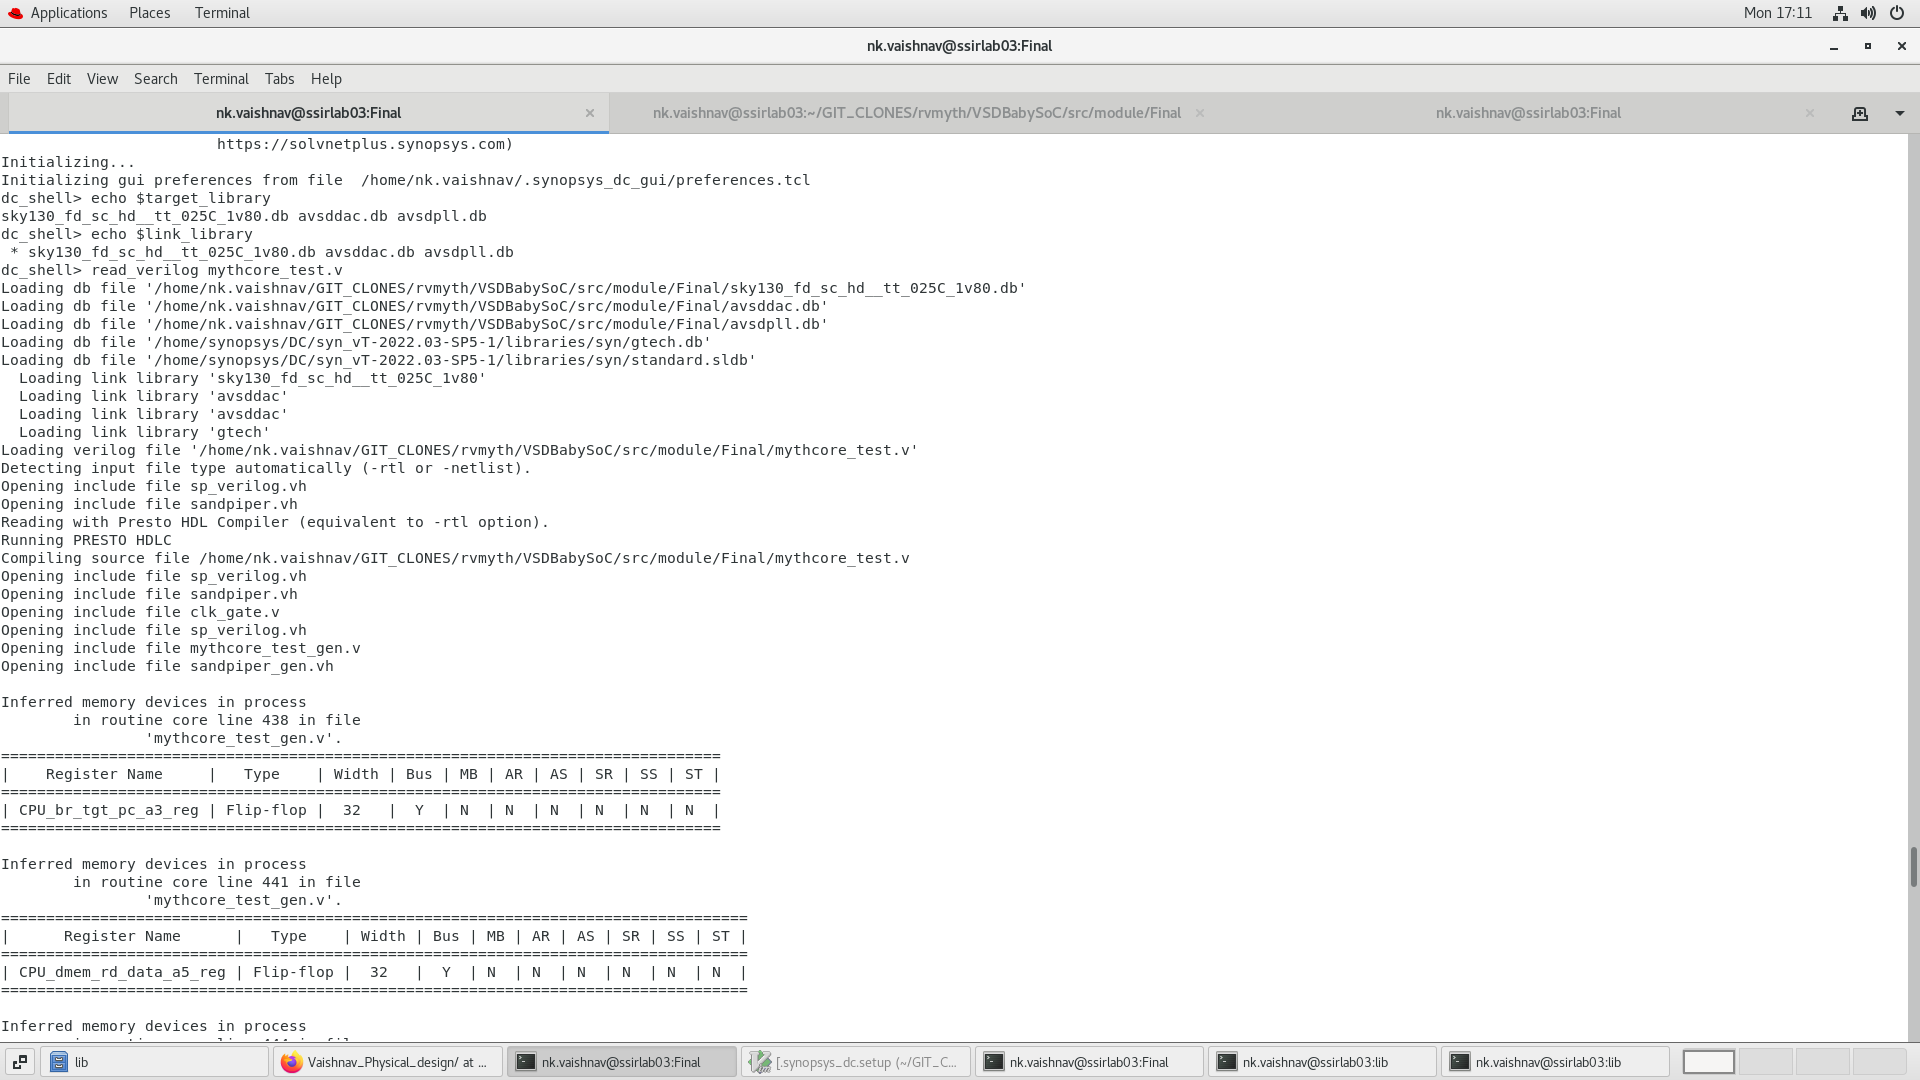 Applications Places Terminal Mon 17:11
nk.vaishnav@ssirlab03:Final
File Edit View Search Terminal Tabs Help
nk.vaishnav@ssirlab03:Final × nk.vaishnav@ssirlab03:~/GIT_CLONES/rvmyth/VSDBabySoC/src/module/Final × nk.vaishnav@ssirlab03:Final ×
https://solvnetplus.synopsys.com)
Initializing...
Initializing gui preferences from file  /home/nk.vaishnav/.synopsys_dc_gui/preferences.tcl
dc_shell> echo $target_library
sky130_fd_sc_hd__tt_025C_1v80.db avsddac.db avsdpll.db
dc_shell> echo $link_library
 * sky130_fd_sc_hd__tt_025C_1v80.db avsddac.db avsdpll.db
dc_shell> read_verilog mythcore_test.v
Loading db file '/home/nk.vaishnav/GIT_CLONES/rvmyth/VSDBabySoC/src/module/Final/sky130_fd_sc_hd__tt_025C_1v80.db'
Loading db file '/home/nk.vaishnav/GIT_CLONES/rvmyth/VSDBabySoC/src/module/Final/avsddac.db'
Loading db file '/home/nk.vaishnav/GIT_CLONES/rvmyth/VSDBabySoC/src/module/Final/avsdpll.db'
Loading db file '/home/synopsys/DC/syn_vT-2022.03-SP5-1/libraries/syn/gtech.db'
Loading db file '/home/synopsys/DC/syn_vT-2022.03-SP5-1/libraries/syn/standard.sldb'
  Loading link library 'sky130_fd_sc_hd__tt_025C_1v80'
  Loading link library 'avsddac'
  Loading link library 'avsddac'
  Loading link library 'gtech'
Loading verilog file '/home/nk.vaishnav/GIT_CLONES/rvmyth/VSDBabySoC/src/module/Final/mythcore_test.v'
Detecting input file type automatically (-rtl or -netlist).
Opening include file sp_verilog.vh
Opening include file sandpiper.vh
Reading with Presto HDL Compiler (equivalent to -rtl option).
Running PRESTO HDLC
Compiling source file /home/nk.vaishnav/GIT_CLONES/rvmyth/VSDBabySoC/src/module/Final/mythcore_test.v
Opening include file sp_verilog.vh
Opening include file sandpiper.vh
Opening include file clk_gate.v
Opening include file sp_verilog.vh
Opening include file mythcore_test_gen.v
Opening include file sandpiper_gen.vh
Inferred memory devices in process
        in routine core line 438 in file
                'mythcore_test_gen.v'.
================================================================================
|    Register Name     |   Type    | Width | Bus | MB | AR | AS | SR | SS | ST |
================================================================================
| CPU_br_tgt_pc_a3_reg | Flip-flop |  32   |  Y  | N  | N  | N  | N  | N  | N  |
================================================================================
Inferred memory devices in process
        in routine core line 441 in file
                'mythcore_test_gen.v'.
===================================================================================
|      Register Name      |   Type    | Width | Bus | MB | AR | AS | SR | SS | ST |
===================================================================================
| CPU_dmem_rd_data_a5_reg | Flip-flop |  32   |  Y  | N  | N  | N  | N  | N  | N  |
===================================================================================
Inferred memory devices in process
lib Vaishnav_Physical_design/ at ... nk.vaishnav@ssirlab03:Final [.synopsys_dc.setup (~/GIT_C... nk.vaishnav@ssirlab03:Final nk.vaishnav@ssirlab03:lib nk.vaishnav@ssirlab03:lib